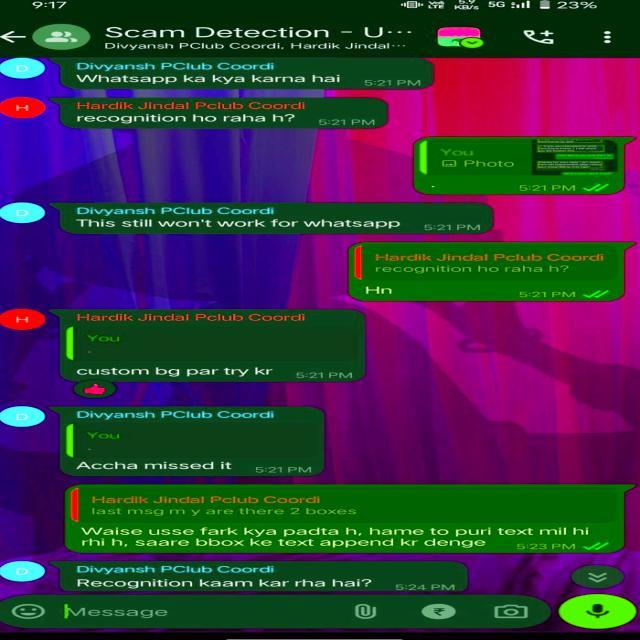 9:17
5.9 KB/s 5G 23%
Scam Detection - U...
Divyansh PClub Coordi, Hardik Jindal...
Divyansh PClub Coordi
Whatsapp ka kya karna hai 5:21 PM
Hardik Jindal Pclub Coordi
recognition ho raha h? 5:21 PM
You
Photo
. 5:21 PM
Divyansh PClub Coordi
This still won't work for whatsapp 5:21 PM
Hardik Jindal Pclub Coordi
recognition ho raha h?
Hn 5:21 PM
Hardik Jindal Pclub Coordi
You
.
custom bg par try kr 5:21 PM
Divyansh PClub Coordi
You
.
Accha missed it 5:21 PM
Hardik Jindal Pclub Coordi
last msg m y are there 2 boxes
Waise usse fark kya padta h, hame to puri text mil hi
rhi h, saare bbox ke text append kr denge 5:23 PM
Divyansh PClub Coordi
Recognition kaam kar rha hai? 5:24 PM
Message